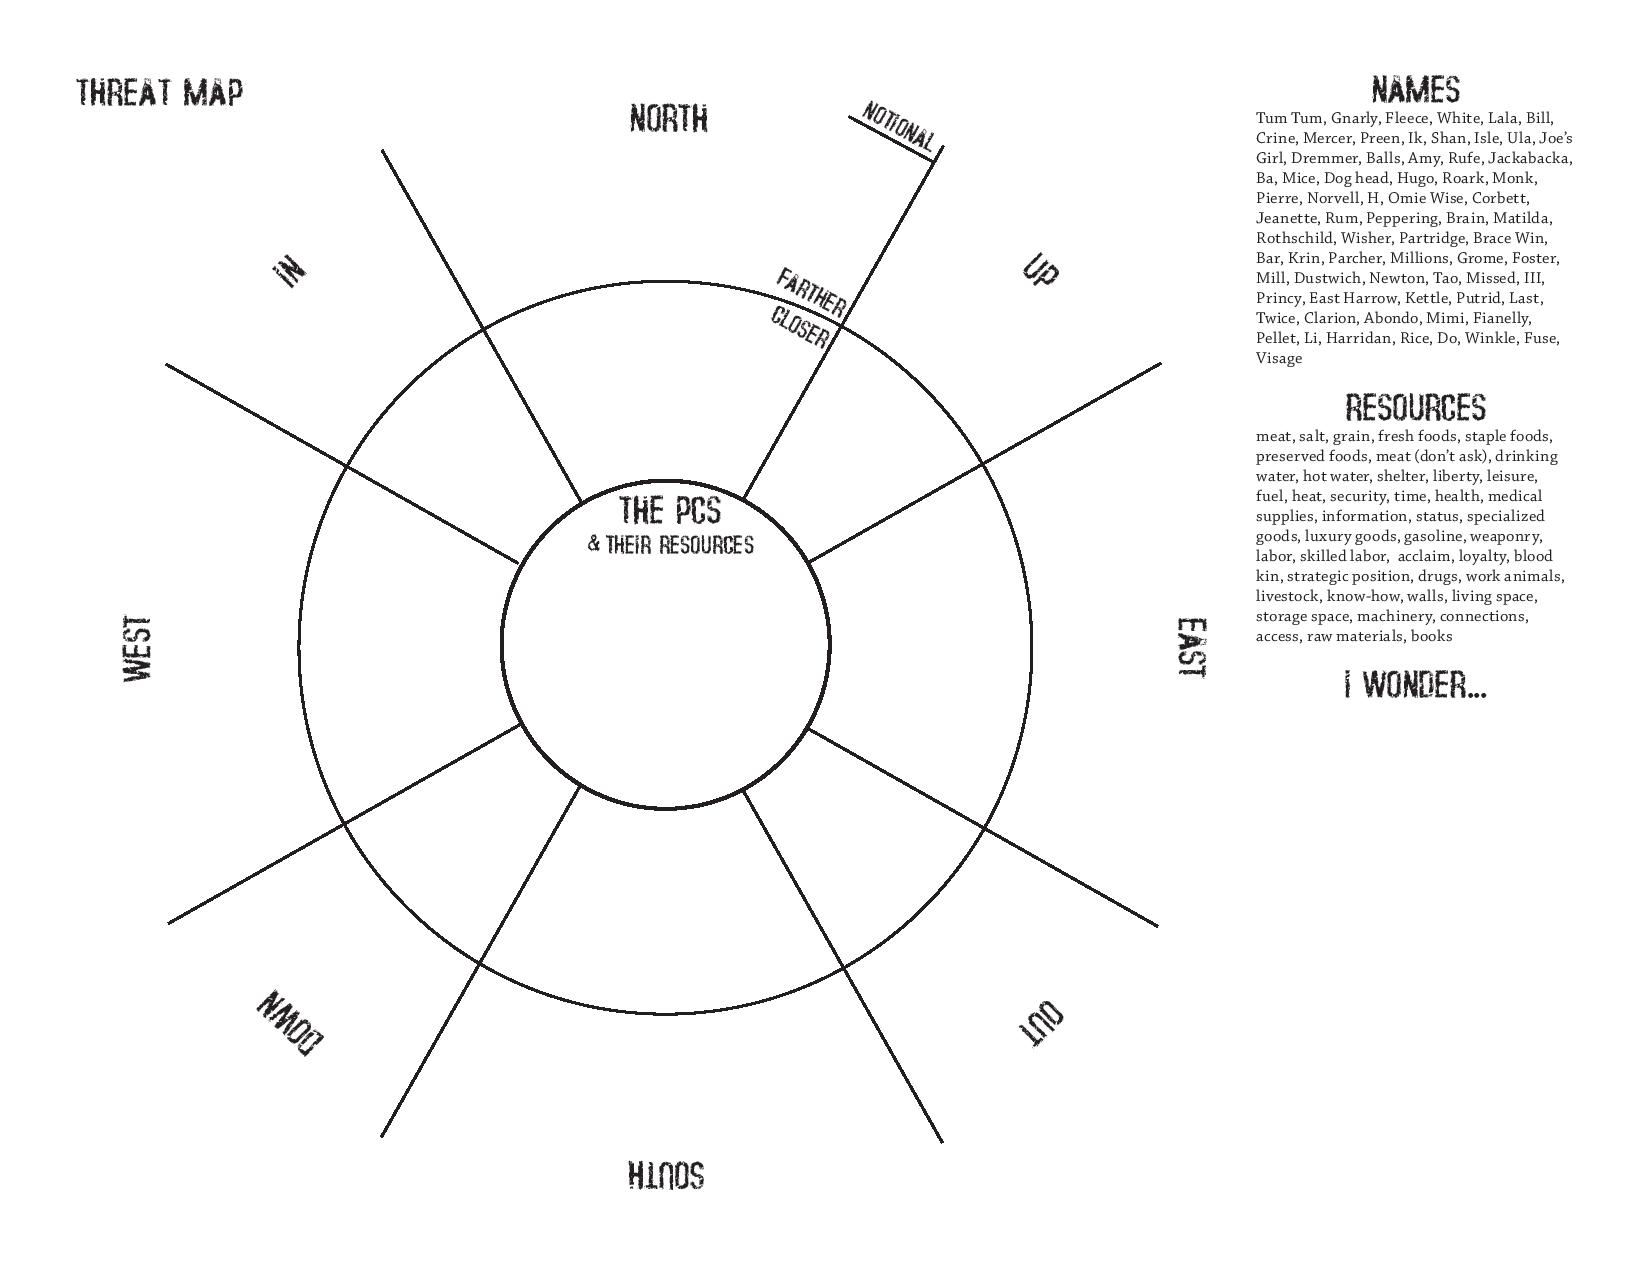 THREAT MAP
NORTH
NOTIONAL
FARTHER
CLOSER
IN
UP
THE PCS
& THEIR RESOURCES
WEST
EAST
DOWN
OUT
SOUTH
NAMES
Tum Tum, Gnarly, Fleece, White, Lala, Bill,
Crine, Mercer, Preen, Ik, Shan, Isle, Ula, Joe's
Girl, Dremmer, Balls, Amy, Rufe, Jackabacka,
Ba, Mice, Dog head, Hugo, Roark, Monk,
Pierre, Norvell, H, Omie Wise, Corbett,
Jeanette, Rum, Peppering, Brain, Matilda,
Rothschild, Wisher, Partridge, Brace Win,
Bar, Krin, Parcher, Millions, Grome, Foster,
Mill, Dustwich, Newton, Tao, Missed, III,
Princy, East Harrow, Kettle, Putrid, Last,
Twice, Clarion, Abondo, Mimi, Fianelly,
Pellet, Li, Harridan, Rice, Do, Winkle, Fuse,
Visage
RESOURCES
meat, salt, grain, fresh foods, staple foods,
preserved foods, meat (don't ask), drinking
water, hot water, shelter, liberty, leisure,
fuel, heat, security, time, health, medical
supplies, information, status, specialized
goods, luxury goods, gasoline, weaponry,
labor, skilled labor, acclaim, loyalty, blood
kin, strategic position, drugs, work animals,
livestock, know-how, walls, living space,
storage space, machinery, connections,
access, raw materials, books
I WONDER...